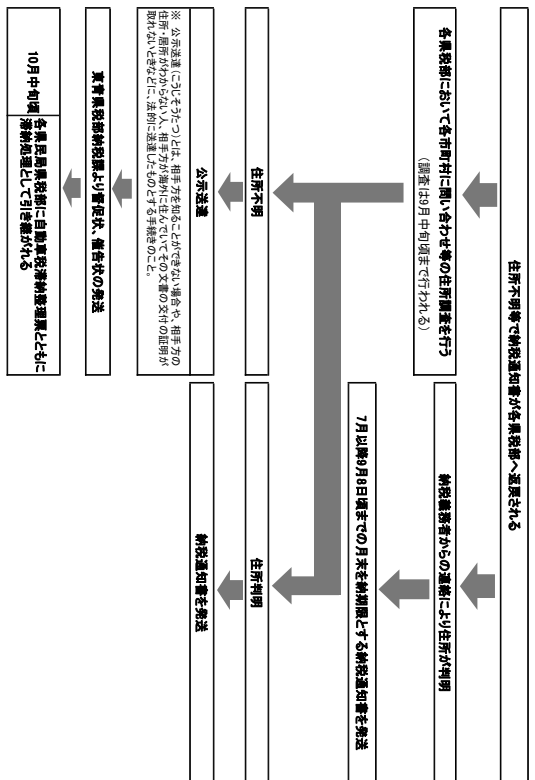 住所不明等で納税通知書が各県税部へ返戻される
各県税部において各市町村に問い合わせ等の住所調査を行う
（調査は9月中旬頃まで行われる）
納税義務者からの連絡により住所が判明
7月以降9月8日頃までの月末を納期限とする納税通知書を発送
住所不明
住所判明
公示送達
納税通知書を発送
※　公示送達（こうじそうたつ）とは、相手方を知ることができない場合や、相手方の
住所・居所がわからない人、相手方が海外に住んでいてその文書の交付の証明が
取れないときなどに、法的に送達したものとする手続きのこと。
東青県税部納税課より督促状、催告状の発送
10月中旬頃
各県民局県税部に自動車税滞納整理票とともに
滞納処理として引き継がれる